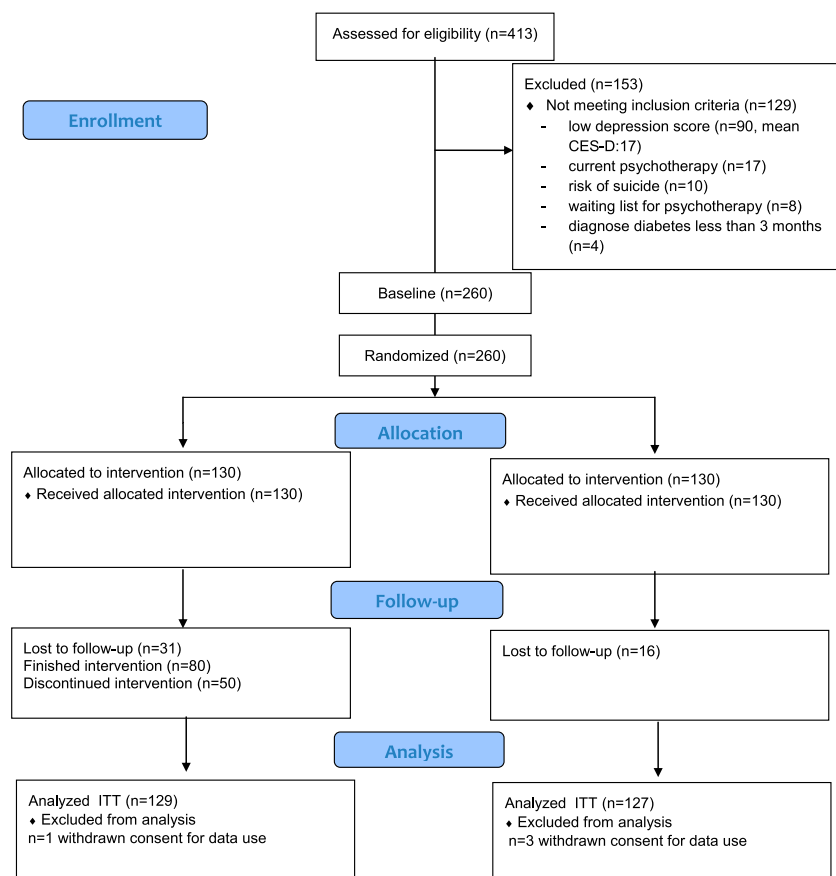 Assessed for eligibility (n=413)
Excluded (n=153)
♦ Not meeting inclusion criteria (n=129)
- low depression score (n=90, mean
CES-D:17)
- current psychotherapy (n=17)
- risk of suicide (n=10)
- waiting list for psychotherapy (n=8)
- diagnose diabetes less than 3 months
(n=4)
Enrollment
Baseline (n=260)
Randomized (n=260)
Allocation
Allocated to intervention (n=130)
♦ Received allocated intervention (n=130)
Allocated to intervention (n=130)
♦ Received allocated intervention (n=130)
Follow-up
Lost to follow-up (n=31)
Finished intervention (n=80)
Discontinued intervention (n=50)
Lost to follow-up (n=16)
Analysis
Analyzed ITT (n=129)
♦ Excluded from analysis
n=1 withdrawn consent for data use
Analyzed ITT (n=127)
♦ Excluded from analysis
n=3 withdrawn consent for data use